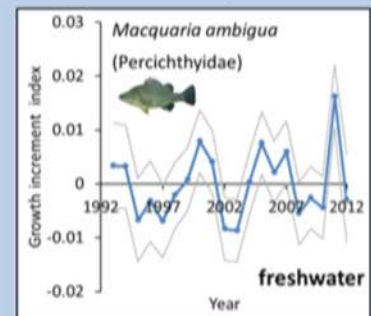 0.03
Macquaria ambigua
(Percichthyidae)
0.02
0.01
0
-0.01
-0.02
Growth increment index
1992
1997
2002
2007
2012
freshwater
Year